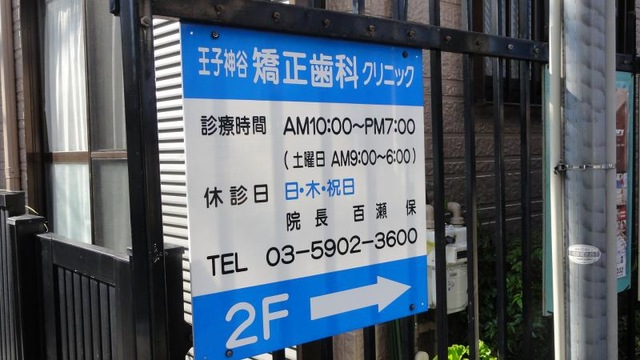 王子神谷 矯正歯科 クリニック
診療時間 AM10:00〜PM7:00
(土曜日 AM9:00〜6:00)
休診日 日・木・祝日
院長 百瀬 保
TEL 03-5902-3600
2F